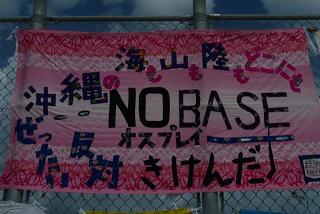 海も山も陸もどこにも
沖縄の
NO BASE
ぜったい反対
オスプレイ
きけんだ！